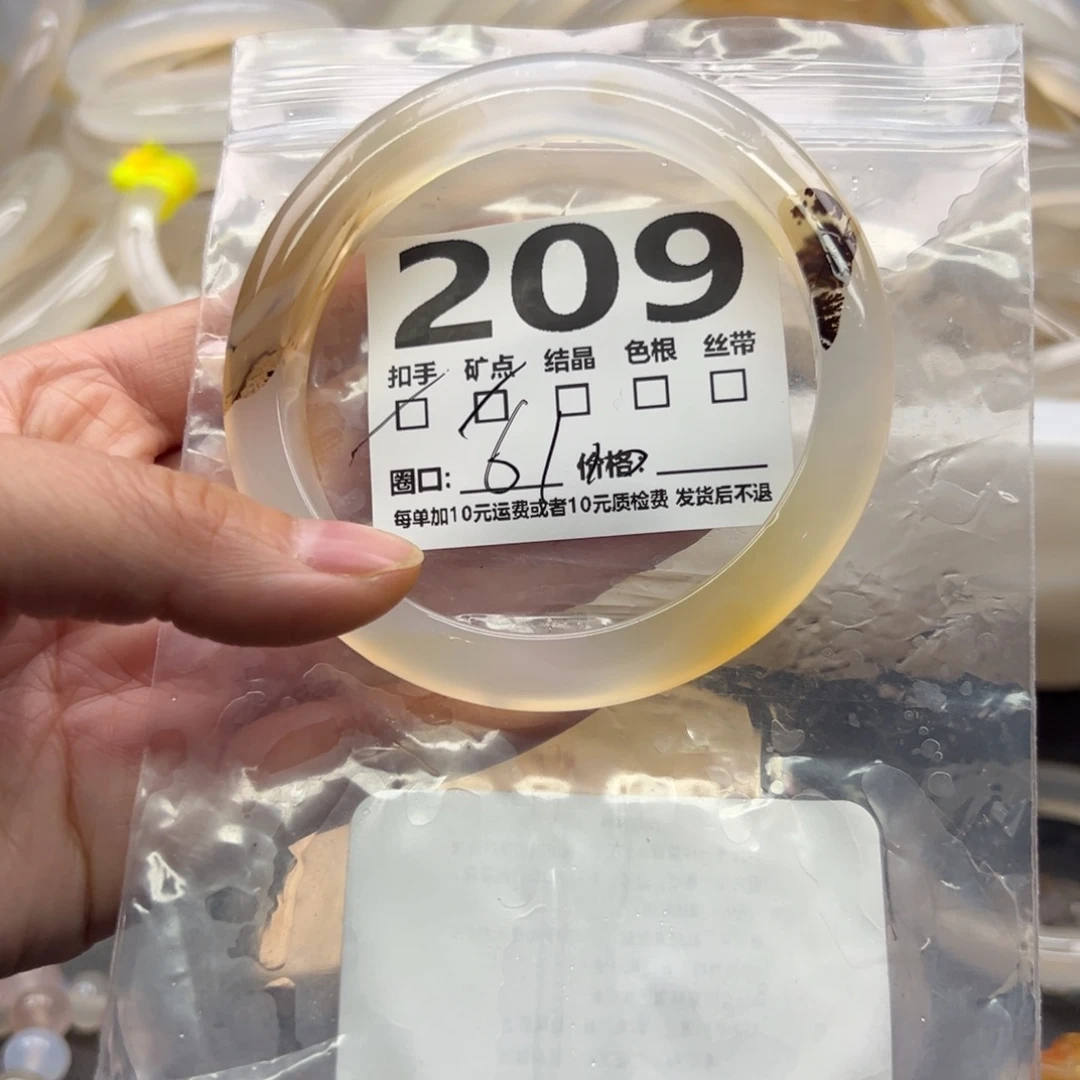 209
扣手 矿点 结晶 色根 丝带
圈口: 61 价格:
每单加10元运费或者10元质检费 发货后不退